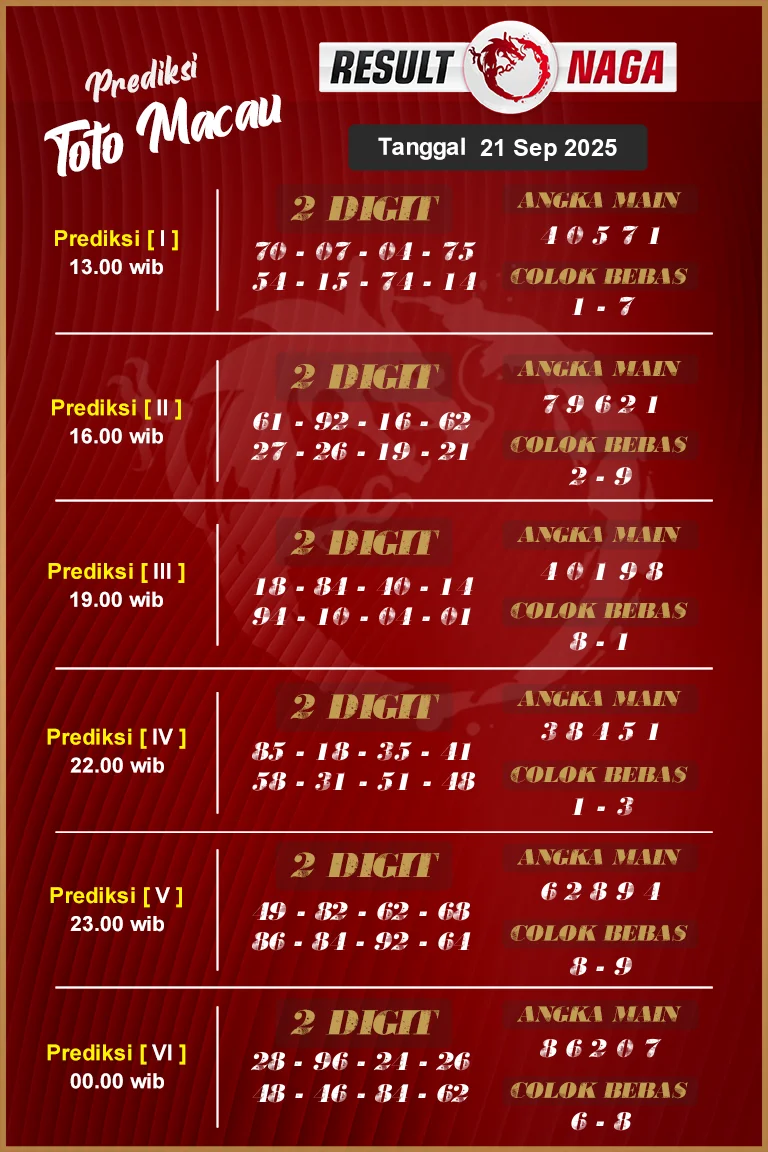 Prediksi
Toto Macau
RESULT NAGA
Tanggal 21 Sep 2025
Prediksi [ I ]
13.00 wib
2 DIGIT
70 - 07 - 04 - 75
54 - 15 - 74 - 14
ANGKA MAIN
4 0 5 7 1
COLOK BEBAS
1 - 7
Prediksi [ II ]
16.00 wib
2 DIGIT
61 - 92 - 16 - 62
27 - 26 - 19 - 21
ANGKA MAIN
7 9 6 2 1
COLOK BEBAS
2 - 9
Prediksi [ III ]
19.00 wib
2 DIGIT
18 - 84 - 40 - 14
94 - 10 - 04 - 01
ANGKA MAIN
4 0 1 9 8
COLOK BEBAS
8 - 1
Prediksi [ IV ]
22.00 wib
2 DIGIT
85 - 18 - 35 - 41
58 - 31 - 51 - 48
ANGKA MAIN
3 8 4 5 1
COLOK BEBAS
1 - 3
Prediksi [ V ]
23.00 wib
2 DIGIT
49 - 82 - 62 - 68
86 - 84 - 92 - 64
ANGKA MAIN
6 2 8 9 4
COLOK BEBAS
8 - 9
Prediksi [ VI ]
00.00 wib
2 DIGIT
28 - 96 - 24 - 26
48 - 46 - 84 - 62
ANGKA MAIN
8 6 2 0 7
COLOK BEBAS
6 - 8